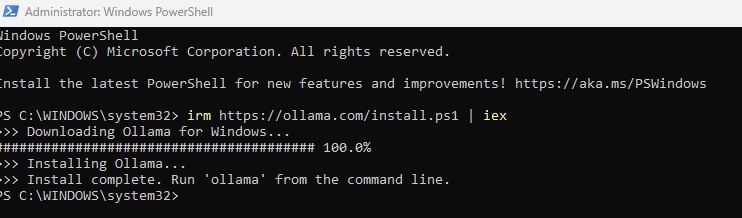 Administrator: Windows PowerShell
Windows PowerShell
Copyright (C) Microsoft Corporation. All rights reserved.
Install the latest PowerShell for new features and improvements! https://aka.ms/PSWindows
PS C:\WINDOWS\system32> irm https://ollama.com/install.ps1 | iex
>>> Downloading Ollama for Windows...
######################################## 100.0%
>>> Installing Ollama...
>>> Install complete. Run 'ollama' from the command line.
PS C:\WINDOWS\system32>